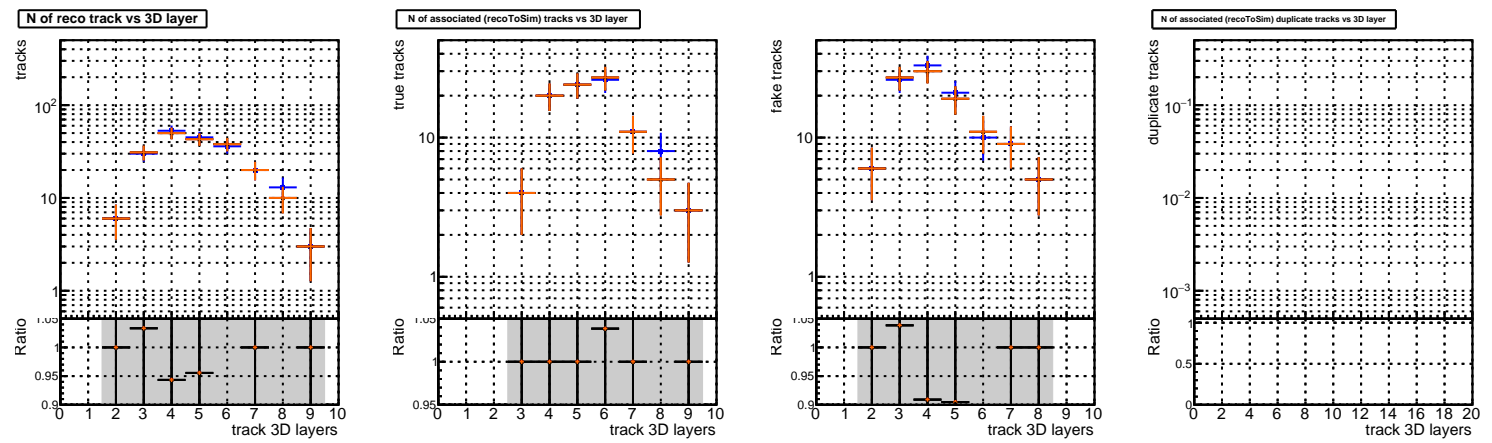 N of reco track vs 3D layer
tracks
10²
10
1
Ratio
1.05
1
0.95
0.9
0 1 2 3 4 5 6 7 8 9 10
track 3D layers
N of associated (recoToSim) tracks vs 3D layer
true tracks
10
1
Ratio
1.05
1
0.95
0 1 2 3 4 5 6 7 8 9 10
track 3D layers
fake tracks
10
1
Ratio
1.05
1
0.95
0.9
0 1 2 3 4 5 6 7 8 9 10
track 3D layers
N of associated (recoToSim) duplicate tracks vs 3D layer
duplicate tracks
10⁻¹
10⁻²
10⁻³
Ratio
1
0.5
0
0 2 4 6 8 10 12 14 16 18 20
track 3D layers